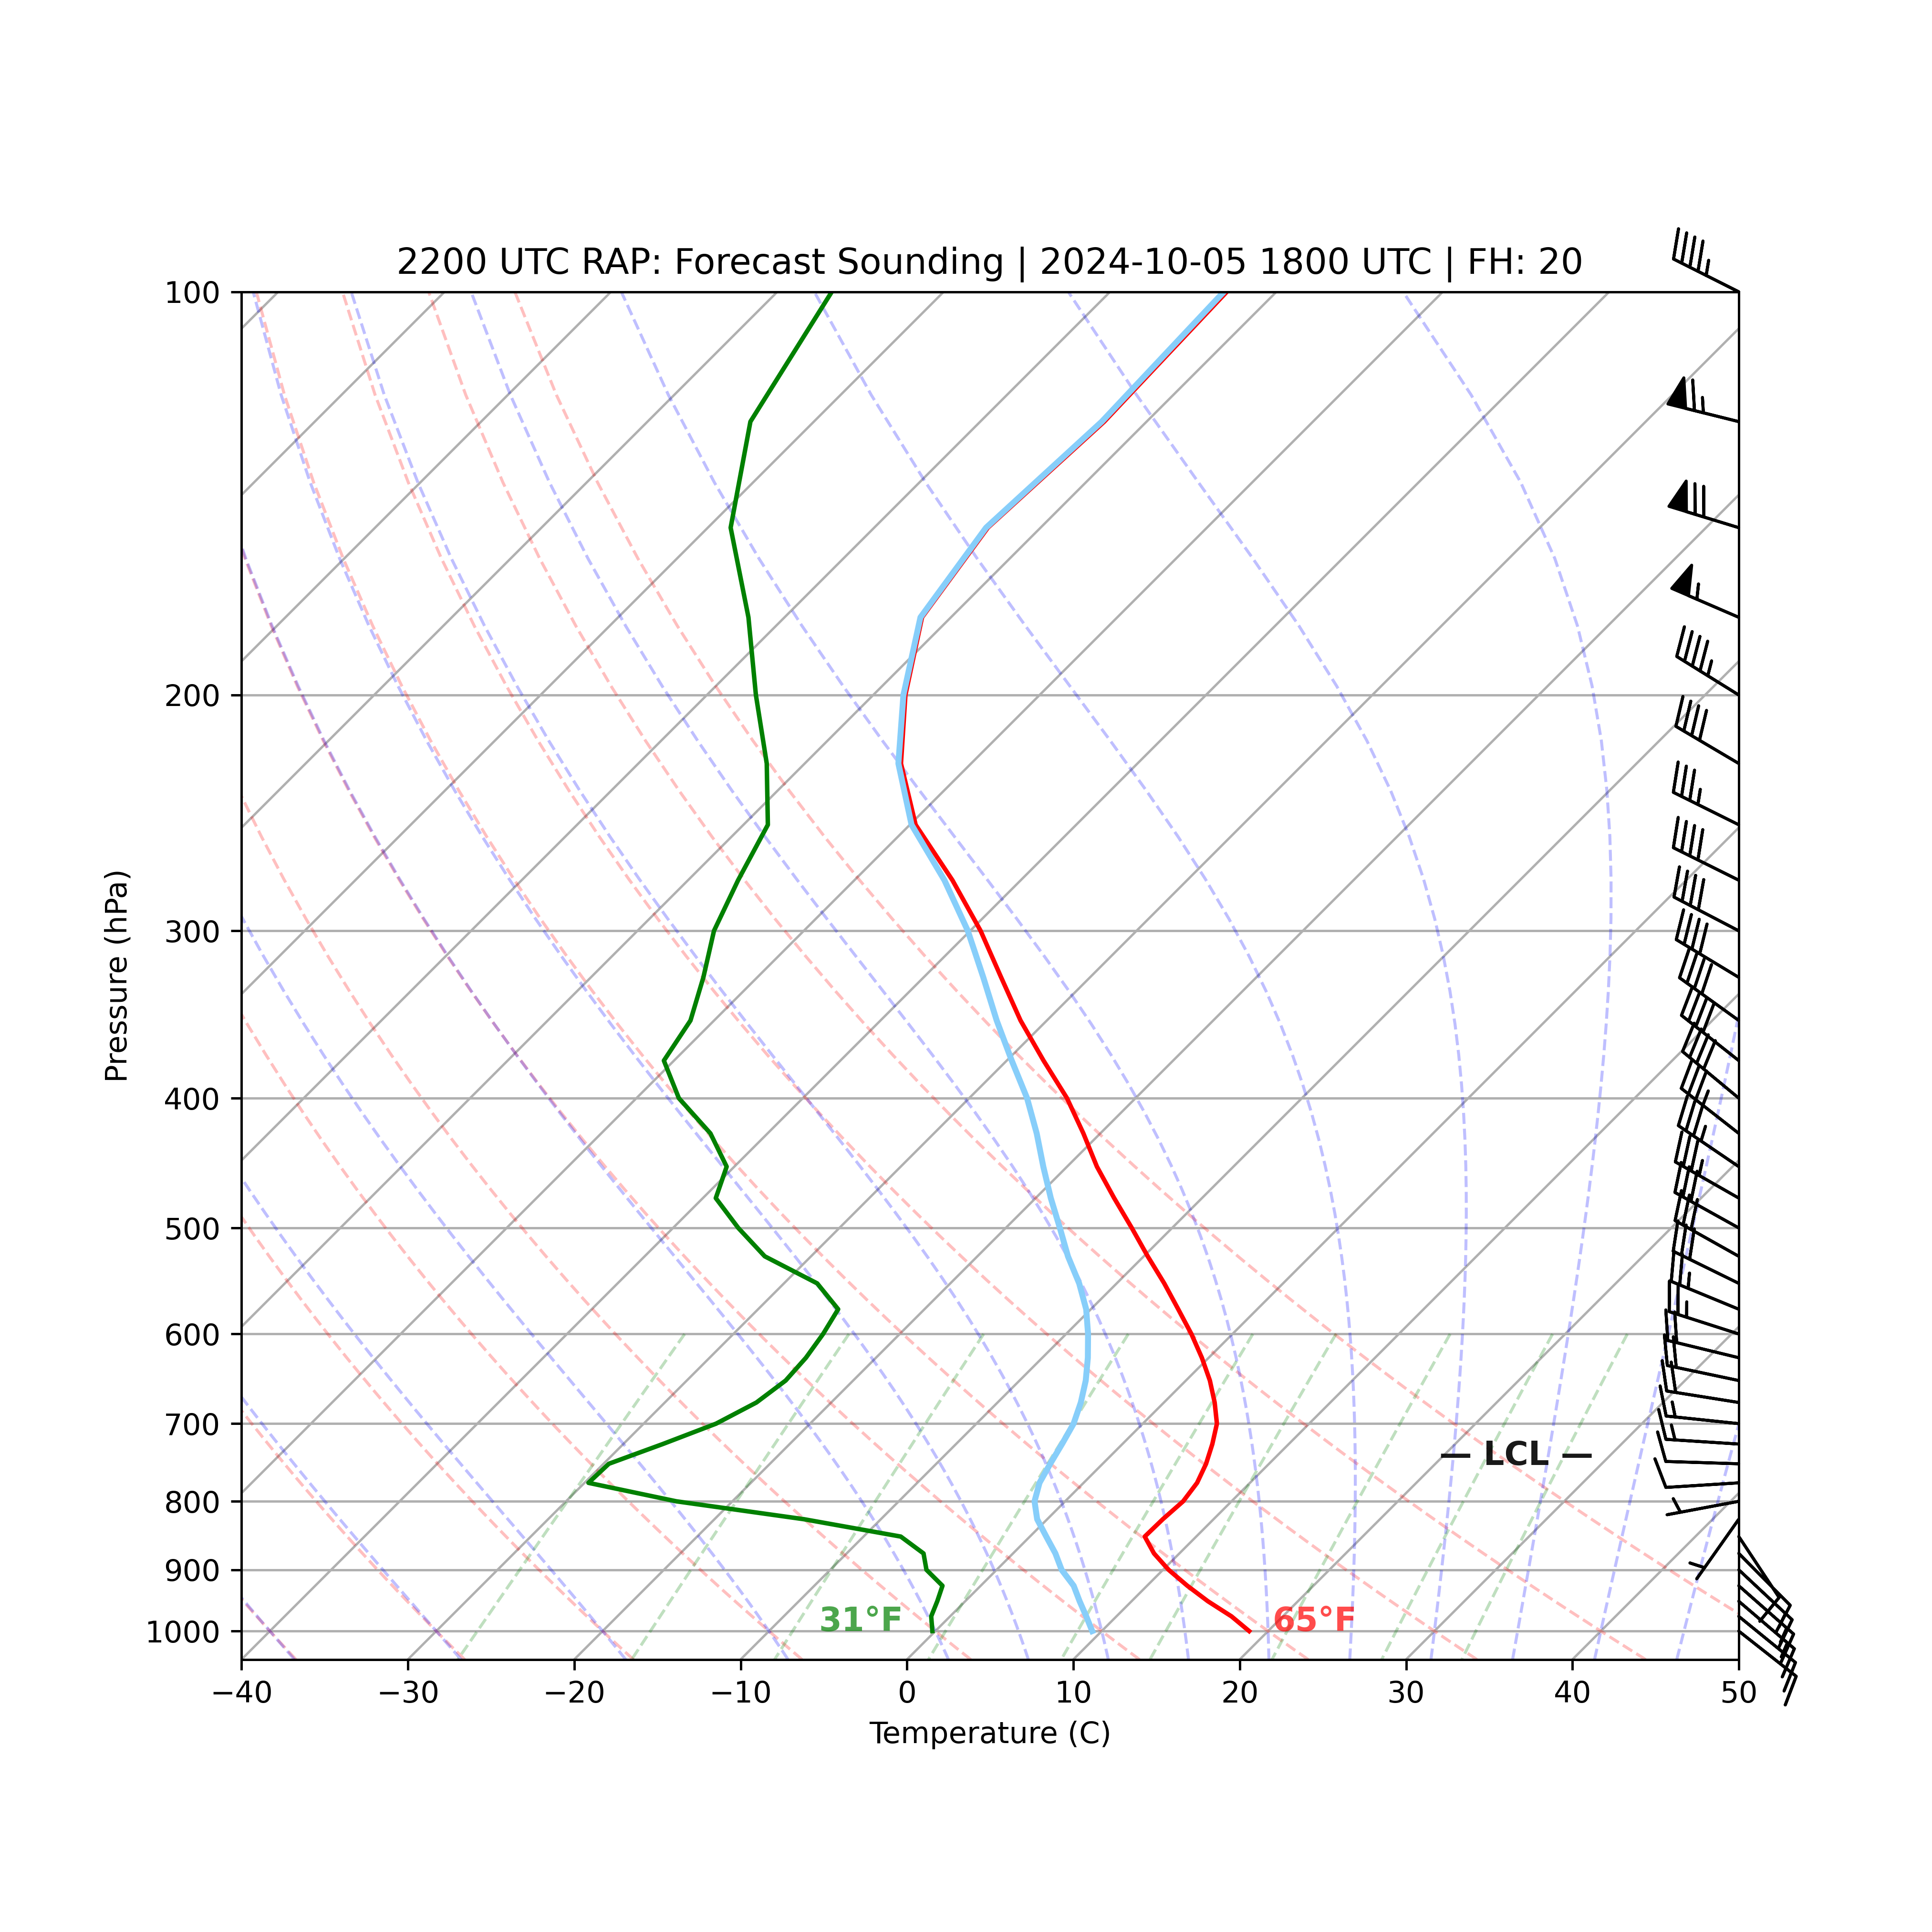 2200 UTC RAP: Forecast Sounding | 2024-10-05 1800 UTC | FH: 20
100
200
300
400
500
600
700
800
900
1000
Pressure (hPa)
— LCL —
31°F
65°F
−40 −30 −20 −10 0 10 20 30 40 50
Temperature (C)